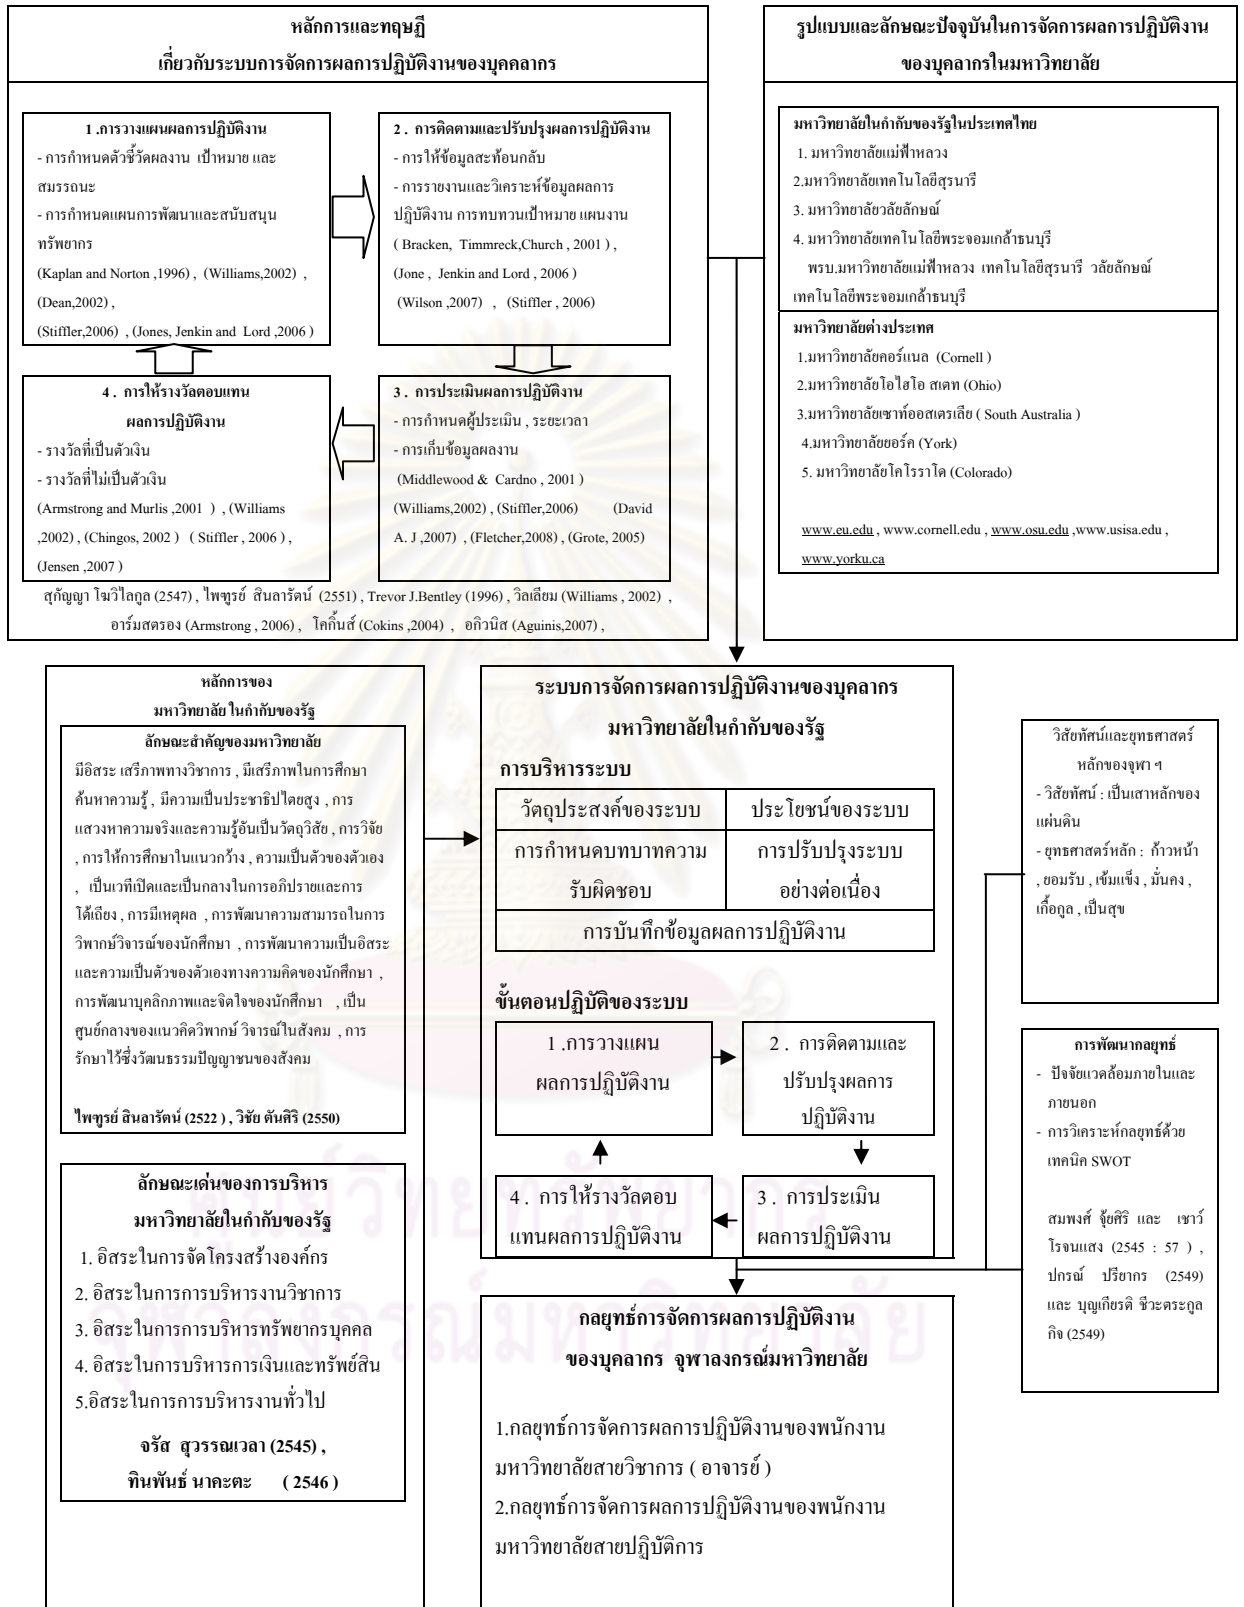 หลักการและทฤษฏี
เกี่ยวกับระบบการจัดการผลการปฏิบัติงานของบุคคลากร
1 .การวางแผนผลการปฏิบัติงาน
- การกำหนดตัวชี้วัดผลงาน เป้าหมาย และ
สมรรถนะ
- การกำหนดแผนการพัฒนาและสนับสนุน
ทรัพยากร
(Kaplan and Norton ,1996) , (Williams,2002) ,
(Dean,2002) ,
(Stiffler,2006) , (Jones, Jenkin and Lord ,2006 )
2 . การติดตามและปรับปรุงผลการปฏิบัติงาน
- การให้ข้อมูลสะท้อนกลับ
- การรายงานและวิเคราะห์ข้อมูลผลการ
ปฏิบัติงาน การทบทวนเป้าหมาย แผนงาน
( Bracken, Timmreck,Church , 2001 ) ,
(Jone , Jenkin and Lord , 2006 )
(Wilson ,2007) , (Stiffler , 2006)
4 . การให้รางวัลตอบแทน
ผลการปฏิบัติงาน
- รางวัลที่เป็นตัวเงิน
- รางวัลที่ไม่เป็นตัวเงิน
(Armstrong and Murlis ,2001 ) , (Williams
,2002) , (Chingos, 2002 ) ( Stiffler , 2006 ) ,
(Jensen ,2007 )
3 . การประเมินผลการปฏิบัติงาน
- การกำหนดผู้ประเมิน , ระยะเวลา
- การเก็บข้อมูลผลงาน
(Middlewood & Cardno , 2001 )
(Williams,2002) , (Stiffler,2006) (David
A. J ,2007) , (Fletcher,2008) , (Grote, 2005)
สุกัญญา โฆวิไลกูล (2547) , ไพฑูรย์ สินลารัตน์ (2551) , Trevor J.Bentley (1996) , วิลเลียม (Williams , 2002) ,
อาร์มสตรอง (Armstrong , 2006) , โคกิ้นส์ (Cokins ,2004) , อกิวนิส (Aguinis,2007) ,
รูปแบบและลักษณะปัจจุบันในการจัดการผลการปฏิบัติงาน
ของบุคลากรในมหาวิทยาลัย
มหาวิทยาลัยในกำกับของรัฐในประเทศไทย
1. มหาวิทยาลัยแม่ฟ้าหลวง
2.มหาวิทยาลัยเทคโนโลยีสุรนารี
3. มหาวิทยาลัยวลัยลักษณ์
4. มหาวิทยาลัยเทคโนโลยีพระจอมเกล้าธนบุรี
พรบ.มหาวิทยาลัยแม่ฟ้าหลวง เทคโนโลยีสุรนารี วลัยลักษณ์
เทคโนโลยีพระจอมเกล้าธนบุรี
มหาวิทยาลัยต่างประเทศ
1.มหาวิทยาลัยคอร์แนล (Cornell )
2.มหาวิทยาลัยโอไฮโอ สเตท (Ohio)
3.มหาวิทยาลัยเซาท์ออสเตรเลีย ( South Australia )
4.มหาวิทยาลัยยอร์ค (York)
5. มหาวิทยาลัยโคโรราโด (Colorado)
www.eu.edu , www.cornell.edu , www.osu.edu ,www.usisa.edu ,
www.yorku.ca
หลักการของ
มหาวิทยาลัย ในกำกับของรัฐ
ลักษณะสำคัญของมหาวิทยาลัย
มีอิสระ เสรีภาพทางวิชาการ , มีเสรีภาพในการศึกษา
ค้นหาความรู้ , มีความเป็นประชาธิปไตยสูง , การ
แสวงหาความจริงและความรู้อันเป็นวัตถุวิสัย , การวิจัย
, การให้การศึกษาในแนวกว้าง , ความเป็นตัวของตัวเอง
, เป็นเวทีเปิดและเป็นกลางในการอภิปรายและการ
โต้เถียง , การมีเหตุผล , การพัฒนาความสามารถในการ
วิพากษ์วิจารณ์ของนักศึกษา , การพัฒนาความเป็นอิสระ
และความเป็นตัวของตัวเองทางความคิดของนักศึกษา ,
การพัฒนาบุคลิกภาพและจิตใจของนักศึกษา , เป็น
ศูนย์กลางของแนวคิดวิพากษ์ วิจารณ์ในสังคม , การ
รักษาไว้ซึ่งวัฒนธรรมปัญญาชนของสังคม
ไพฑูรย์ สินลารัตน์ (2522 ) , วิชัย ตันศิริ (2550)
ลักษณะเด่นของการบริหาร
มหาวิทยาลัยในกำกับของรัฐ
1. อิสระในการจัดโครงสร้างองค์กร
2. อิสระในการการบริหารงานวิชาการ
3. อิสระในการการบริหารทรัพยากรบุคคล
4. อิสระในการบริหารการเงินและทรัพย์สิน
5.อิสระในการการบริหารงานทั่วไป
จรัส สุวรรณเวลา (2545) ,
ทินพันธ์ นาคะตะ ( 2546 )
ระบบการจัดการผลการปฏิบัติงานของบุคลากร
มหาวิทยาลัยในกำกับของรัฐ
การบริหารระบบ
วัตถุประสงค์ของระบบ ประโยชน์ของระบบ
การกำหนดบทบาทความ
รับผิดชอบ
การปรับปรุงระบบ
อย่างต่อเนื่อง
การบันทึกข้อมูลผลการปฏิบัติงาน
ขั้นตอนปฏิบัติของระบบ
1 .การวางแผน
ผลการปฏิบัติงาน
2 . การติดตามและ
ปรับปรุงผลการ
ปฏิบัติงาน
4 . การให้รางวัลตอบ
แทนผลการปฏิบัติงาน
3 . การประเมิน
ผลการปฏิบัติงาน
กลยุทธ์การจัดการผลการปฏิบัติงาน
ของบุคลากร จุฬาลงกรณ์มหาวิทยาลัย
1.กลยุทธ์การจัดการผลการปฏิบัติงานของพนักงาน
มหาวิทยาลัยสายวิชาการ ( อาจารย์ )
2.กลยุทธ์การจัดการผลการปฏิบัติงานของพนักงาน
มหาวิทยาลัยสายปฏิบัติการ
วิสัยทัศน์และยุทธศาสตร์
หลักของจุฬา ฯ
- วิสัยทัศน์ : เป็นเสาหลักของ
แผ่นดิน
- ยุทธศาสตร์หลัก : ก้าวหน้า
, ยอมรับ , เข้มแข็ง , มั่นคง ,
เกื้อกูล , เป็นสุข
การพัฒนากลยุทธ์
- ปัจจัยแวดล้อมภายในและ
ภายนอก
- การวิเคราะห์กลยุทธ์ด้วย
เทคนิค SWOT
สมพงศ์ จุ้ยศิริ และ เชาว์
โรจนแสง (2545 : 57 ) ,
ปกรณ์ ปรียากร (2549)
และ บุญเกียรติ ชีวะตระกูล
กิจ (2549)
ศูนย์วิทยทรัพยากร
จุฬาลงกรณ์มหาวิทยาลัย